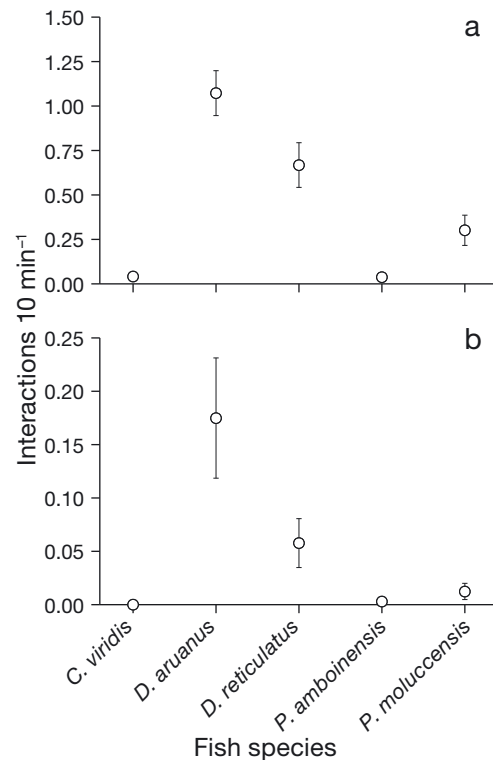 a
1.50
1.25
1.00
0.75
0.50
0.25
0.00
b
0.25
0.20
0.15
0.10
0.05
0.00
Interactions 10 min⁻¹
C. viridis
D. aruanus
D. reticulatus
P. amboinensis
P. moluccensis
Fish species